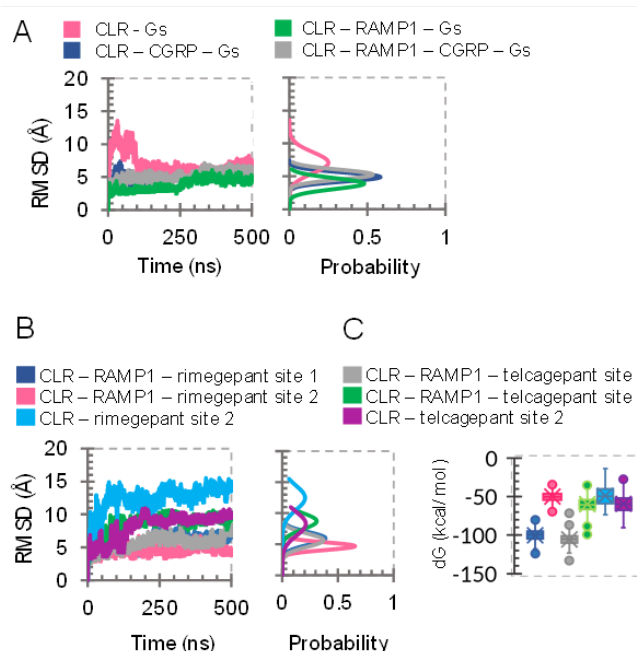 A
CLR - Gs
CLR – RAMP1 – Gs
CLR – CGRP – Gs
CLR – RAMP1 – CGRP – Gs
RMSD (Å)
20
15
10
5
0
0 250 500
0 0.5 1
Time (ns)
Probability
B
C
CLR – RAMP1 – rimegepant site 1
CLR – RAMP1 – telcagepant site
CLR – RAMP1 – rimegepant site 2
CLR – RAMP1 – telcagepant site
CLR – rimegepant site 2
CLR – telcagepant site 2
RMSD (Å)
20
15
10
5
0
0 250 500
0 0.5 1
Time (ns)
Probability
dG (kcal/ mol)
0
-50
-100
-150